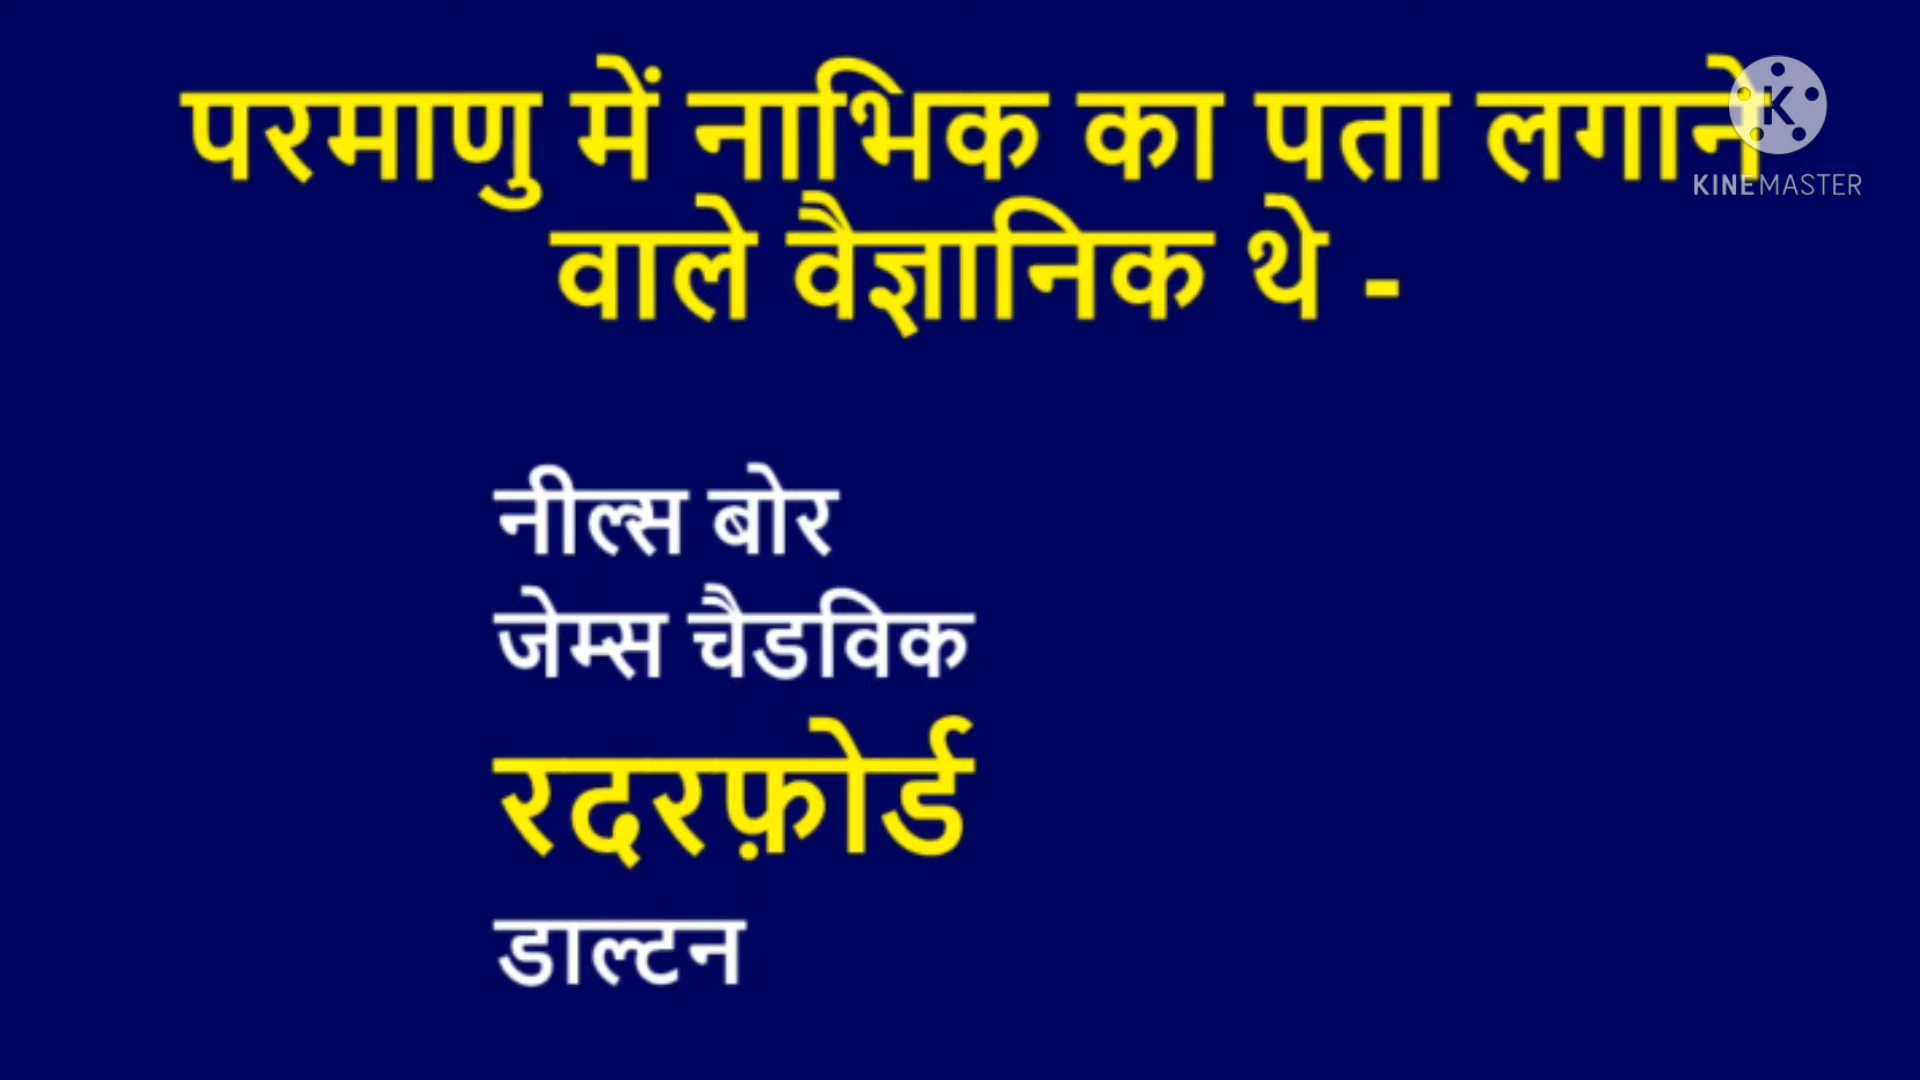 परमाणु में नाभिक का पता लगाने
KINEMASTER
वाले वैज्ञानिक थे -
नील्स बोर
जेम्स चैडविक
रदरफ़ोर्ड
डाल्टन